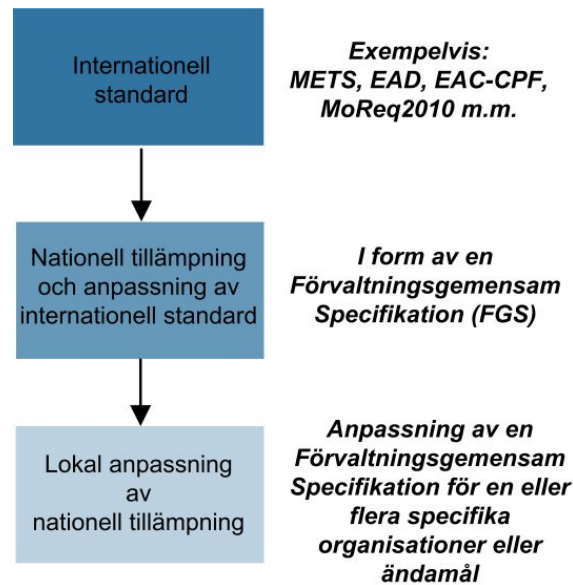 Internationell
standard
Exempelvis:
METS, EAD, EAC-CPF,
MoReq2010 m.m.
Nationell tillämpning
och anpassning av
internationell standard
I form av en
Förvaltningsgemensam
Specifikation (FGS)
Lokal anpassning
av
nationell tillämpning
Anpassning av en
Förvaltningsgemensam
Specifikation för en eller
flera specifika
organisationer eller
ändamål